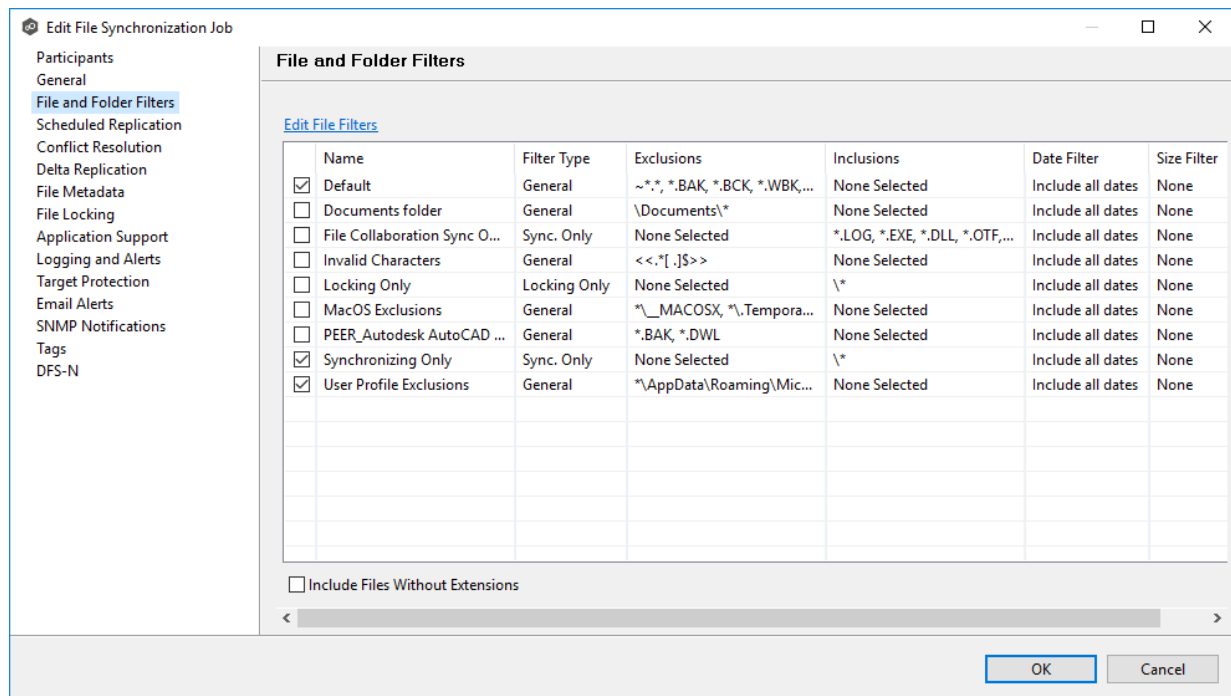 Edit File Synchronization Job
Participants
General
File and Folder Filters
Scheduled Replication
Conflict Resolution
Delta Replication
File Metadata
File Locking
Application Support
Logging and Alerts
Target Protection
Email Alerts
SNMP Notifications
Tags
DFS-N
File and Folder Filters
Edit File Filters
Name Filter Type Exclusions Inclusions Date Filter Size Filter
Default General ~*.*, *.BAK, *.BCK, *.WBK,... None Selected Include all dates None
Documents folder General \Documents\* None Selected Include all dates None
File Collaboration Sync O... Sync. Only None Selected *.LOG, *.EXE, *.DLL, *.OTF,... Include all dates None
Invalid Characters General <<.*[ .]$>> None Selected Include all dates None
Locking Only Locking Only None Selected \* Include all dates None
MacOS Exclusions General *\__MACOSX, *\.Tempora... None Selected Include all dates None
PEER_Autodesk AutoCAD ... General *.BAK, *.DWL None Selected Include all dates None
Synchronizing Only Sync. Only None Selected \* Include all dates None
User Profile Exclusions General *\AppData\Roaming\Mic... None Selected Include all dates None
Include Files Without Extensions
OK Cancel